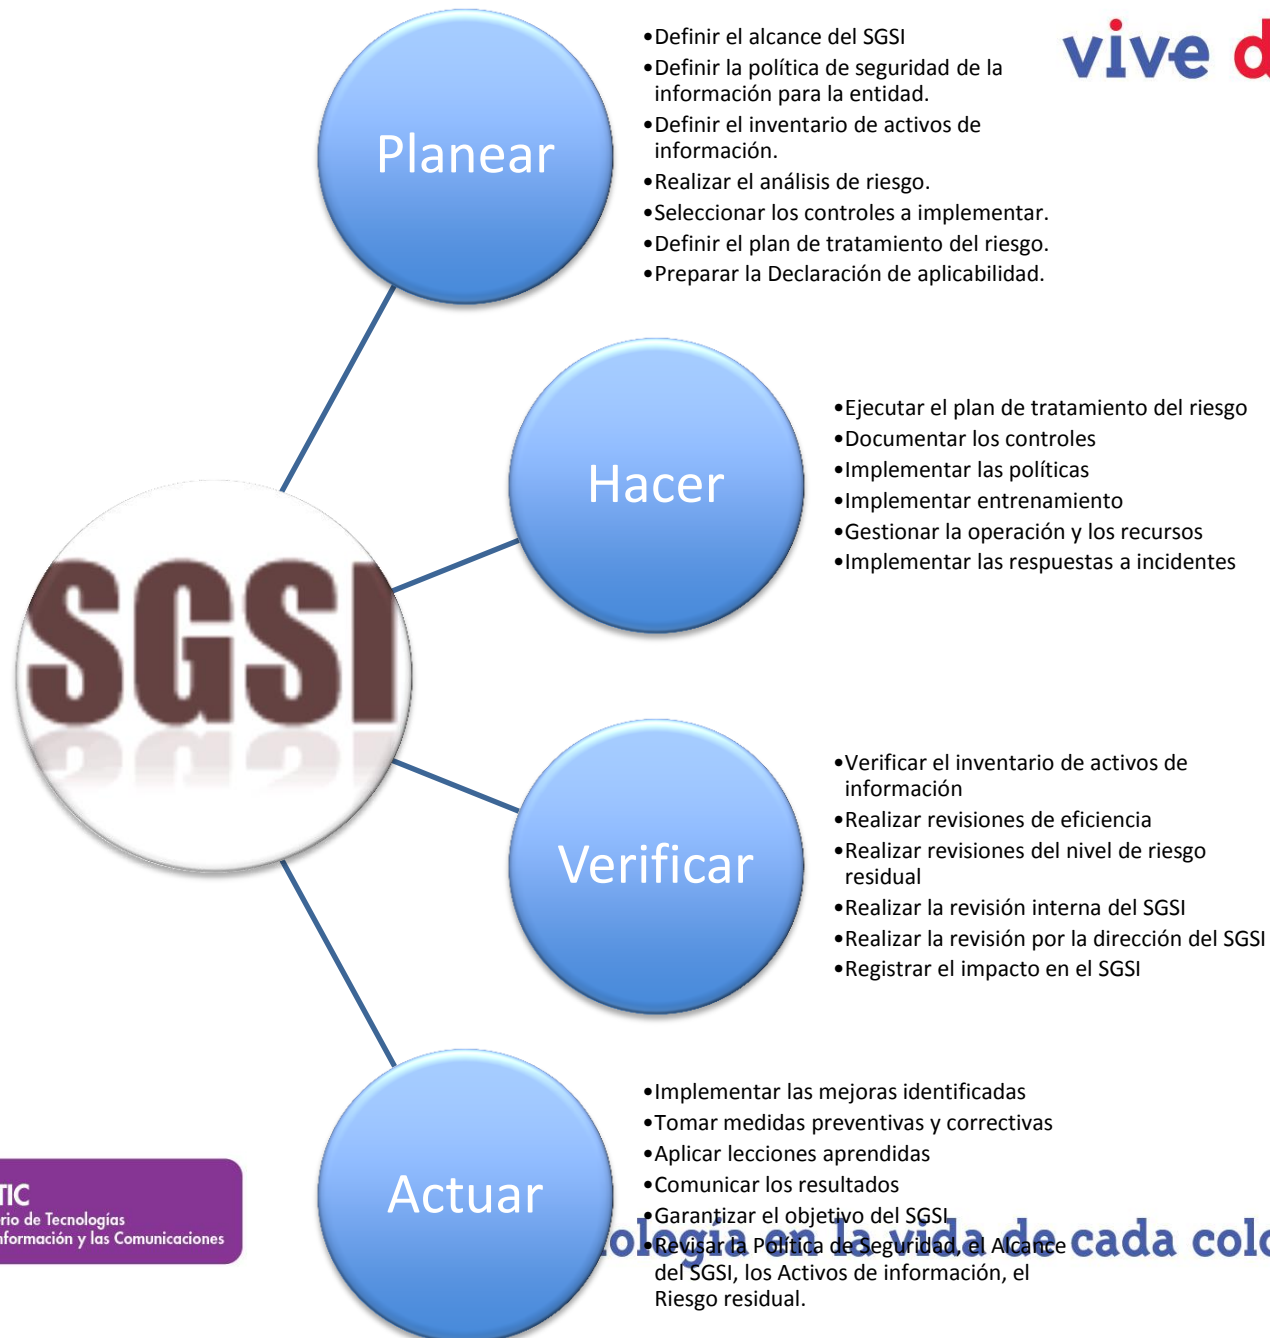 •Definir el alcance del SGSI
•Definir la política de seguridad de la
información para la entidad.
•Definir el inventario de activos de
información.
•Realizar el análisis de riesgo.
•Seleccionar los controles a implementar.
•Definir el plan de tratamiento del riesgo.
•Preparar la Declaración de aplicabilidad.
vive d
Planear
•Ejecutar el plan de tratamiento del riesgo
•Documentar los controles
•Implementar las políticas
•Implementar entrenamiento
•Gestionar la operación y los recursos
•Implementar las respuestas a incidentes
Hacer
SGSI
•Verificar el inventario de activos de
información
•Realizar revisiones de eficiencia
•Realizar revisiones del nivel de riesgo
residual
•Realizar la revisión interna del SGSI
•Realizar la revisión por la dirección del SGSI
•Registrar el impacto en el SGSI
Verificar
•Implementar las mejoras identificadas
•Tomar medidas preventivas y correctivas
•Aplicar lecciones aprendidas
•Comunicar los resultados
•Garantizar el objetivo del SGSI
•Revisar la Política de Seguridad, el Alcance
del SGSI, los Activos de información, el
Riesgo residual.
Actuar
TIC
rio de Tecnologías
nformación y las Comunicaciones
ología en la vida de cada colo